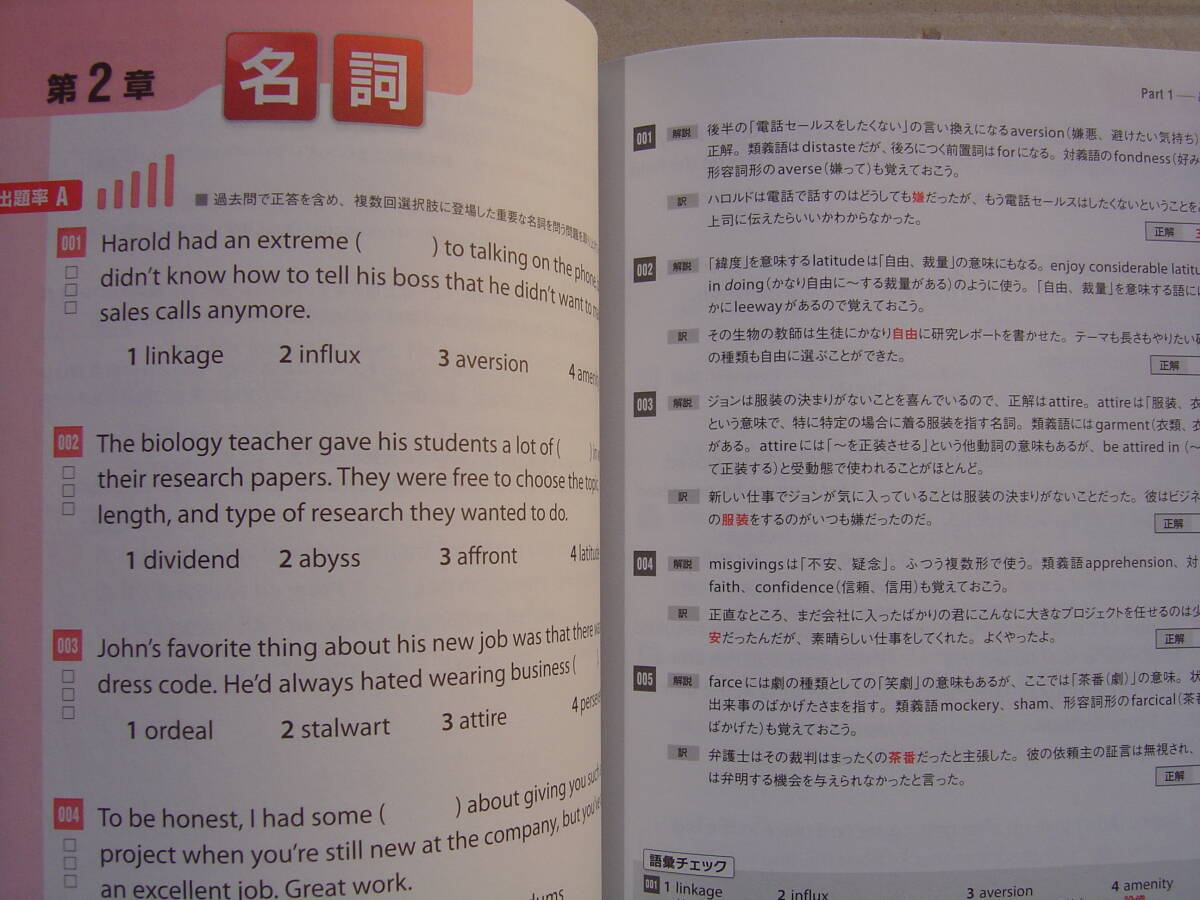 第2章 名詞
出題率 A
■ 過去問で正答を含め、複数回選択肢に登場した重要な名詞を問う問題を
001 Harold had an extreme ( ) to talking on the phone
didn't know how to tell his boss that he didn't want to
sales calls anymore.
1 linkage 2 influx 3 aversion 4
002 The biology teacher gave his students a lot of ( )
their research papers. They were free to choose the topic,
length, and type of research they wanted to do.
1 dividend 2 abyss 3 affront 4 latitude
003 John's favorite thing about his new job was that there
dress code. He'd always hated wearing business ( ).
1 ordeal 2 stalwart 3 attire 4
004 To be honest, I had some ( ) about giving you such
project when you're still new at the company, but you've
an excellent job. Great work.
Part 1
001 解説 後半の「電話セールスをしたくない」の言い換えになるaversion(嫌悪、避けたい気持ち)
正解。類義語はdistasteだが、後ろにつく前置詞はforになる。対義語のfondness(好み
形容詞形のaverse(嫌って)も覚えておこう。
訳 ハロルドは電話で話すのはどうしても嫌だったが、もう電話セールスはしたくないということを
上司に伝えたらいいかわからなかった。
正解
002 解説 「緯度」を意味するlatitudeは「自由、裁量」の意味にもなる。enjoy considerable
in doing(かなり自由に〜する裁量がある)のように使う。「自由、裁量」を意味する語には
かにleewayがあるので覚えておこう。
訳 その生物の教師は生徒にかなり自由に研究レポートを書かせた。テーマも長さもやりたい
の種類も自由に選ぶことができた。
正解
003 解説 ジョンは服装の決まりがないことを喜んでいるので、正解はattire。attireは「服装、
という意味で、特に特定の場合に着る服装を指す名詞。類義語にはgarment(衣類、
がある。attireには「〜を正装させる」という他動詞の意味もあるが、be attired in (〜
て正装する)と受動態で使われることがほとんど。
訳 新しい仕事でジョンが気に入っていることは服装の決まりがないことだった。彼はビジネ
の服装をするのがいつも嫌だったのだ。
正解
004 解説 misgivingsは「不安、疑念」。ふつう複数形で使う。類義語apprehension、対
faith、confidence(信頼、信用)も覚えておこう。
訳 正直なところ、まだ会社に入ったばかりの君にこんなに大きなプロジェクトを任せるのは
安だったんだが、素晴らしい仕事をしてくれた。よくやったよ。
正解
005 解説 farceには劇の種類としての「笑劇」の意味もあるが、ここでは「茶番(劇)」の意味。状
出来事のばかげたさまを指す。類義語mockery、sham、形容詞形のfarcical(茶番
ばかげた)も覚えておこう。
訳 弁護士はその裁判はまったくの茶番だったと主張した。彼の依頼主の証言は無視され、
は弁明する機会を与えられなかったと言った。
正解
語彙チェック
001 1 linkage 2 influx 3 aversion 4 amenity